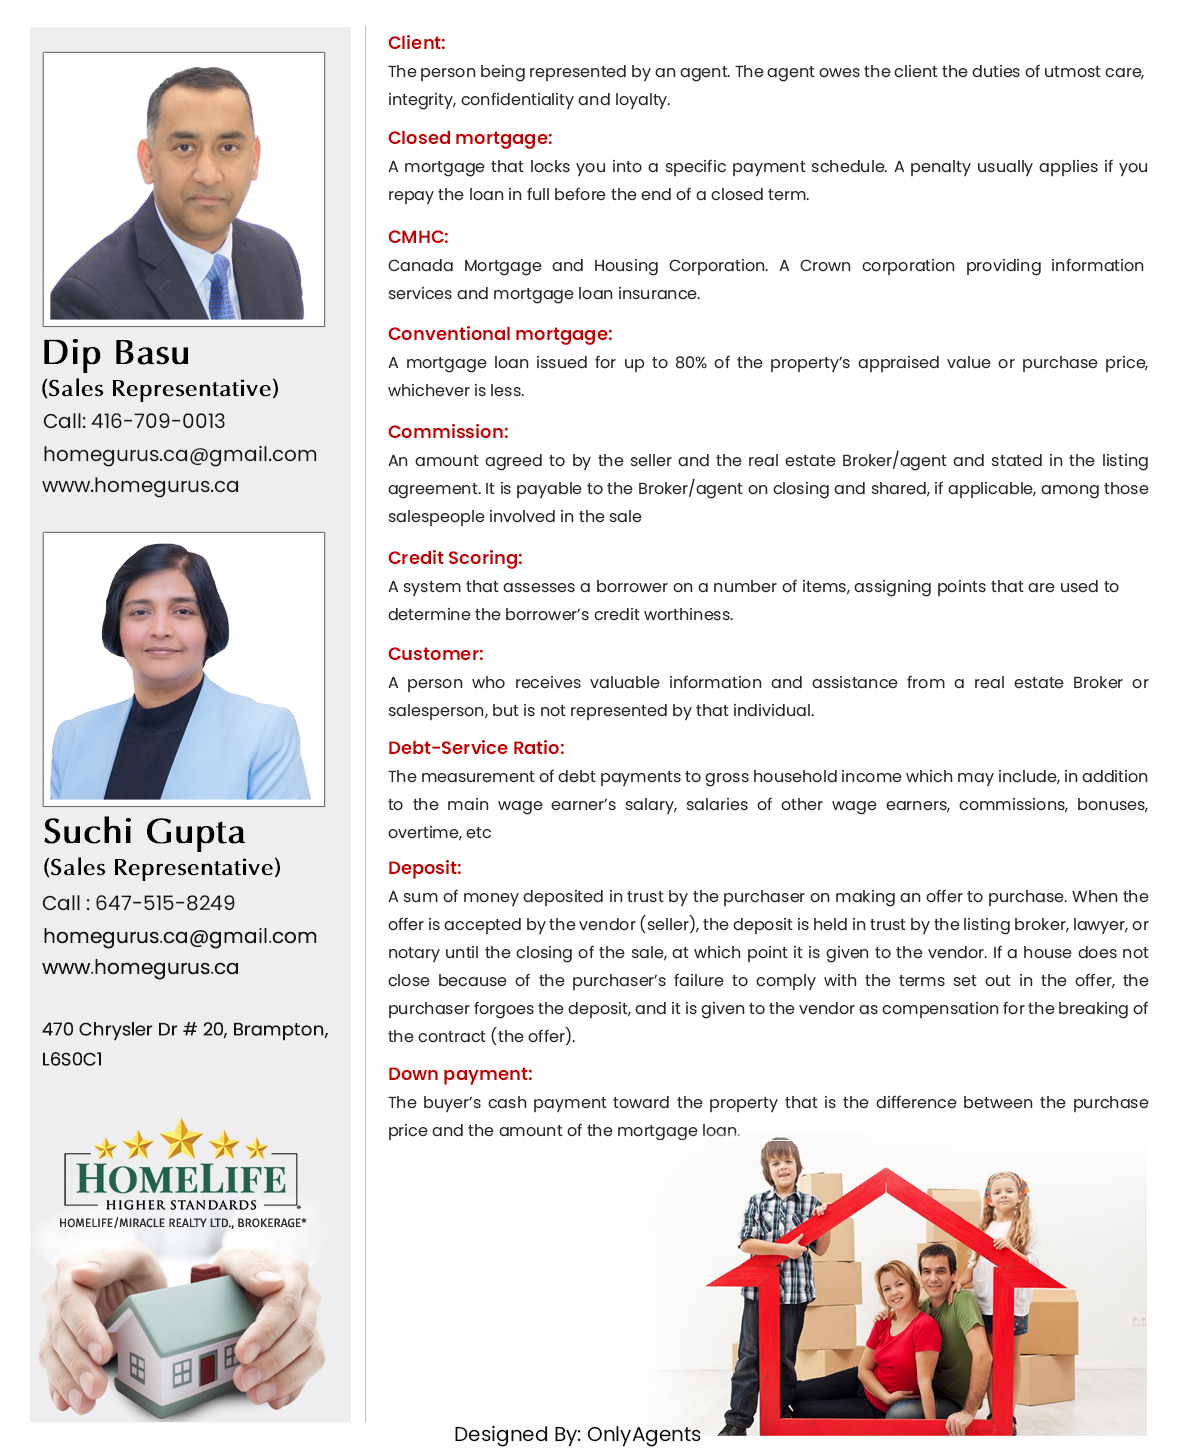 Dip Basu
(Sales Representative)
Call: 416-709-0013
homegurus.ca@gmail.com
www.homegurus.ca
Suchi Gupta
(Sales Representative)
Call : 647-515-8249
homegurus.ca@gmail.com
www.homegurus.ca
470 Chrysler Dr # 20, Brampton,
L6S0C1
HOMELIFE
HIGHER STANDARDS
HOMELIFE/MIRACLE REALTY LTD., BROKERAGE*
Client:
The person being represented by an agent. The agent owes the client the duties of utmost care,
integrity, confidentiality and loyalty.
Closed mortgage:
A mortgage that locks you into a specific payment schedule. A penalty usually applies if you
repay the loan in full before the end of a closed term.
CMHC:
Canada Mortgage and Housing Corporation. A Crown corporation providing information
services and mortgage loan insurance.
Conventional mortgage:
A mortgage loan issued for up to 80% of the property’s appraised value or purchase price,
whichever is less.
Commission:
An amount agreed to by the seller and the real estate Broker/agent and stated in the listing
agreement. It is payable to the Broker/agent on closing and shared, if applicable, among those
salespeople involved in the sale
Credit Scoring:
A system that assesses a borrower on a number of items, assigning points that are used to
determine the borrower’s credit worthiness.
Customer:
A person who receives valuable information and assistance from a real estate Broker or
salesperson, but is not represented by that individual.
Debt-Service Ratio:
The measurement of debt payments to gross household income which may include, in addition
to the main wage earner’s salary, salaries of other wage earners, commissions, bonuses,
overtime, etc
Deposit:
A sum of money deposited in trust by the purchaser on making an offer to purchase. When the
offer is accepted by the vendor (seller), the deposit is held in trust by the listing broker, lawyer, or
notary until the closing of the sale, at which point it is given to the vendor. If a house does not
close because of the purchaser’s failure to comply with the terms set out in the offer, the
purchaser forgoes the deposit, and it is given to the vendor as compensation for the breaking of
the contract (the offer).
Down payment:
The buyer’s cash payment toward the property that is the difference between the purchase
price and the amount of the mortgage loan.
Designed By: OnlyAgents